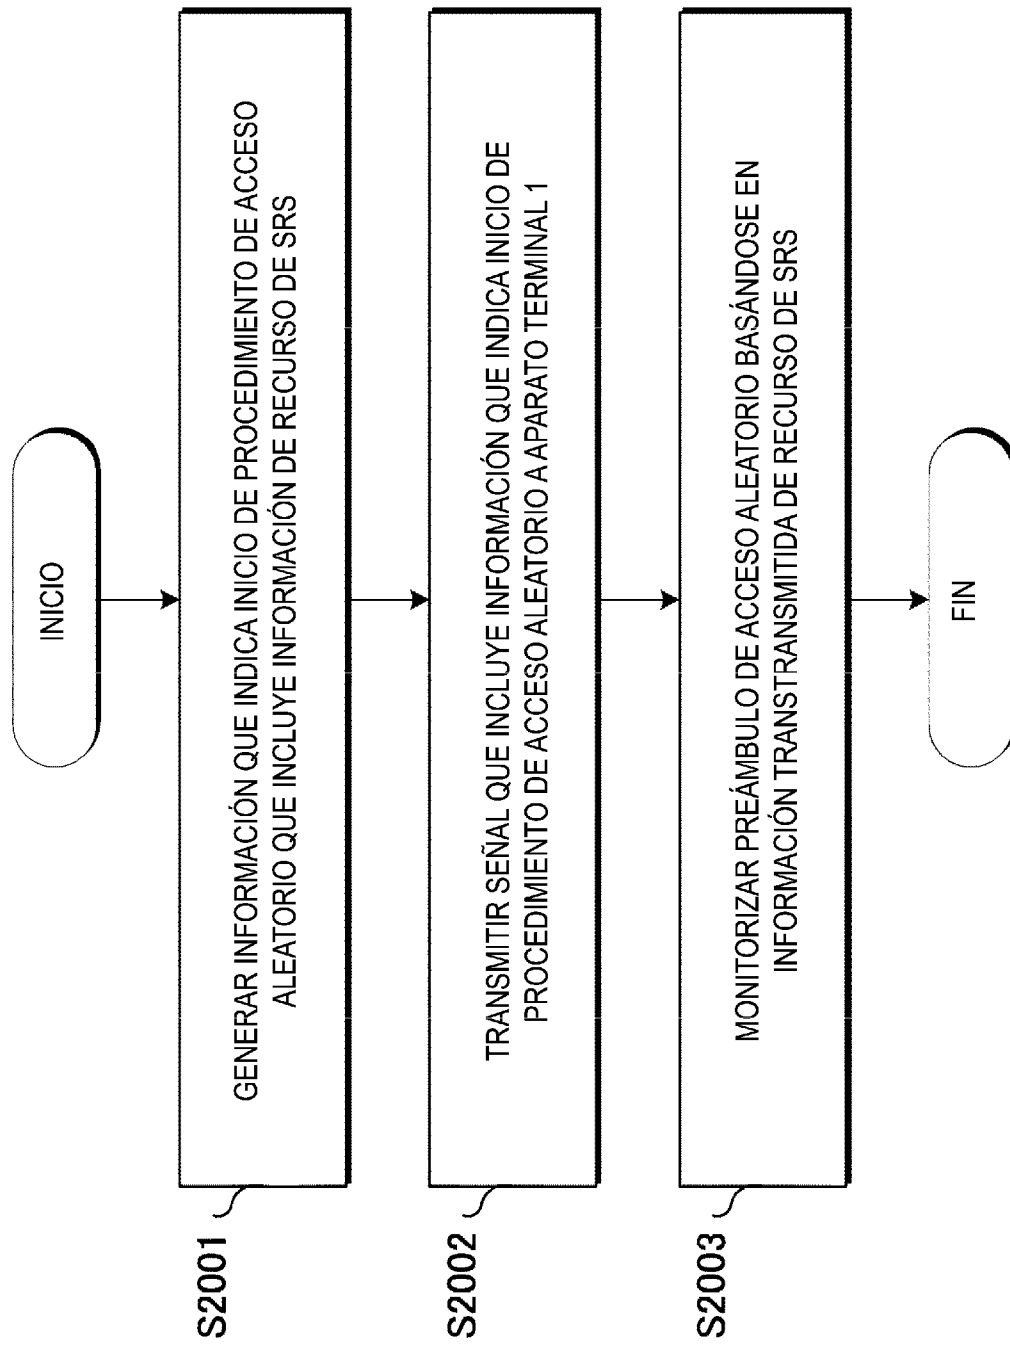 INICIO
S2001
GENERAR INFORMACIÓN QUE INDICA INICIO DE PROCEDIMIENTO DE ACCESO
ALEATORIO QUE INCLUYE INFORMACIÓN DE RECURSO DE SRS
S2002
TRANSMITIR SEÑAL QUE INCLUYE INFORMACIÓN QUE INDICA INICIO DE
PROCEDIMIENTO DE ACCESO ALEATORIO A APARATO TERMINAL 1
S2003
MONITORIZAR PREÁMBULO DE ACCESO ALEATORIO BASÁNDOSE EN
INFORMACIÓN TRANSTRANSMITIDA DE RECURSO DE SRS
FIN